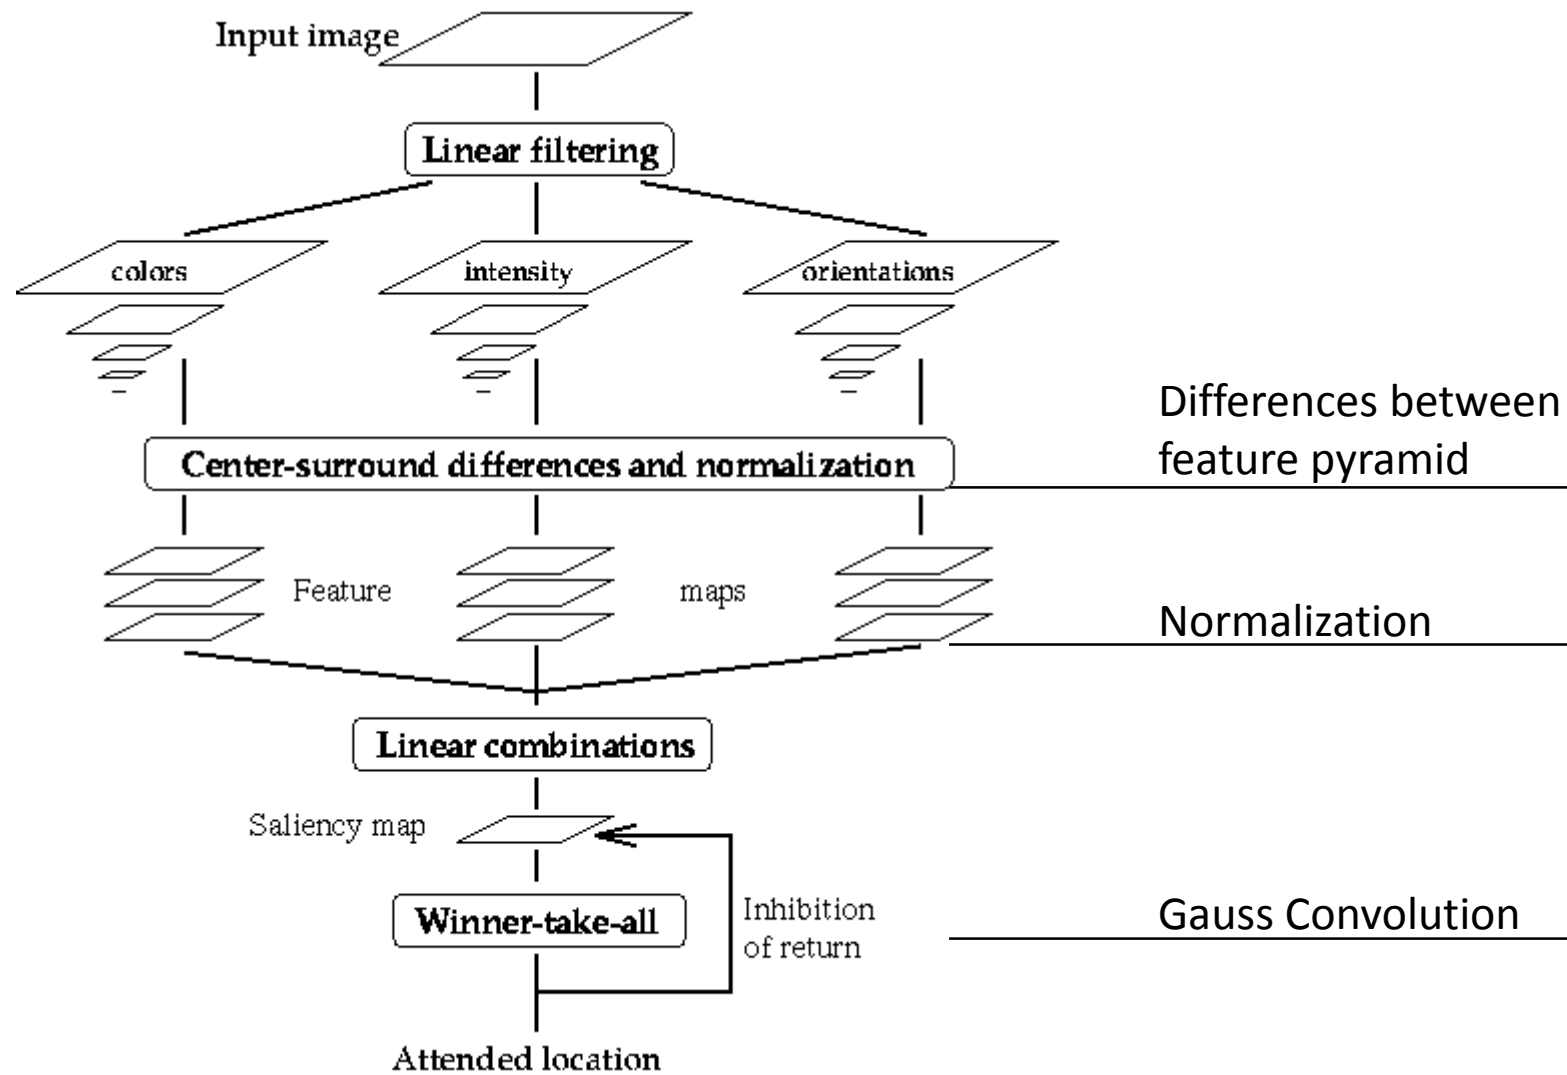 Input image
Linear filtering
colors
intensity
orientations
Differences between
feature pyramid
Center-surround differences and normalization
Feature
maps
Normalization
Linear combinations
Saliency map
Winner-take-all
Inhibition
of return
Gauss Convolution
Attended location